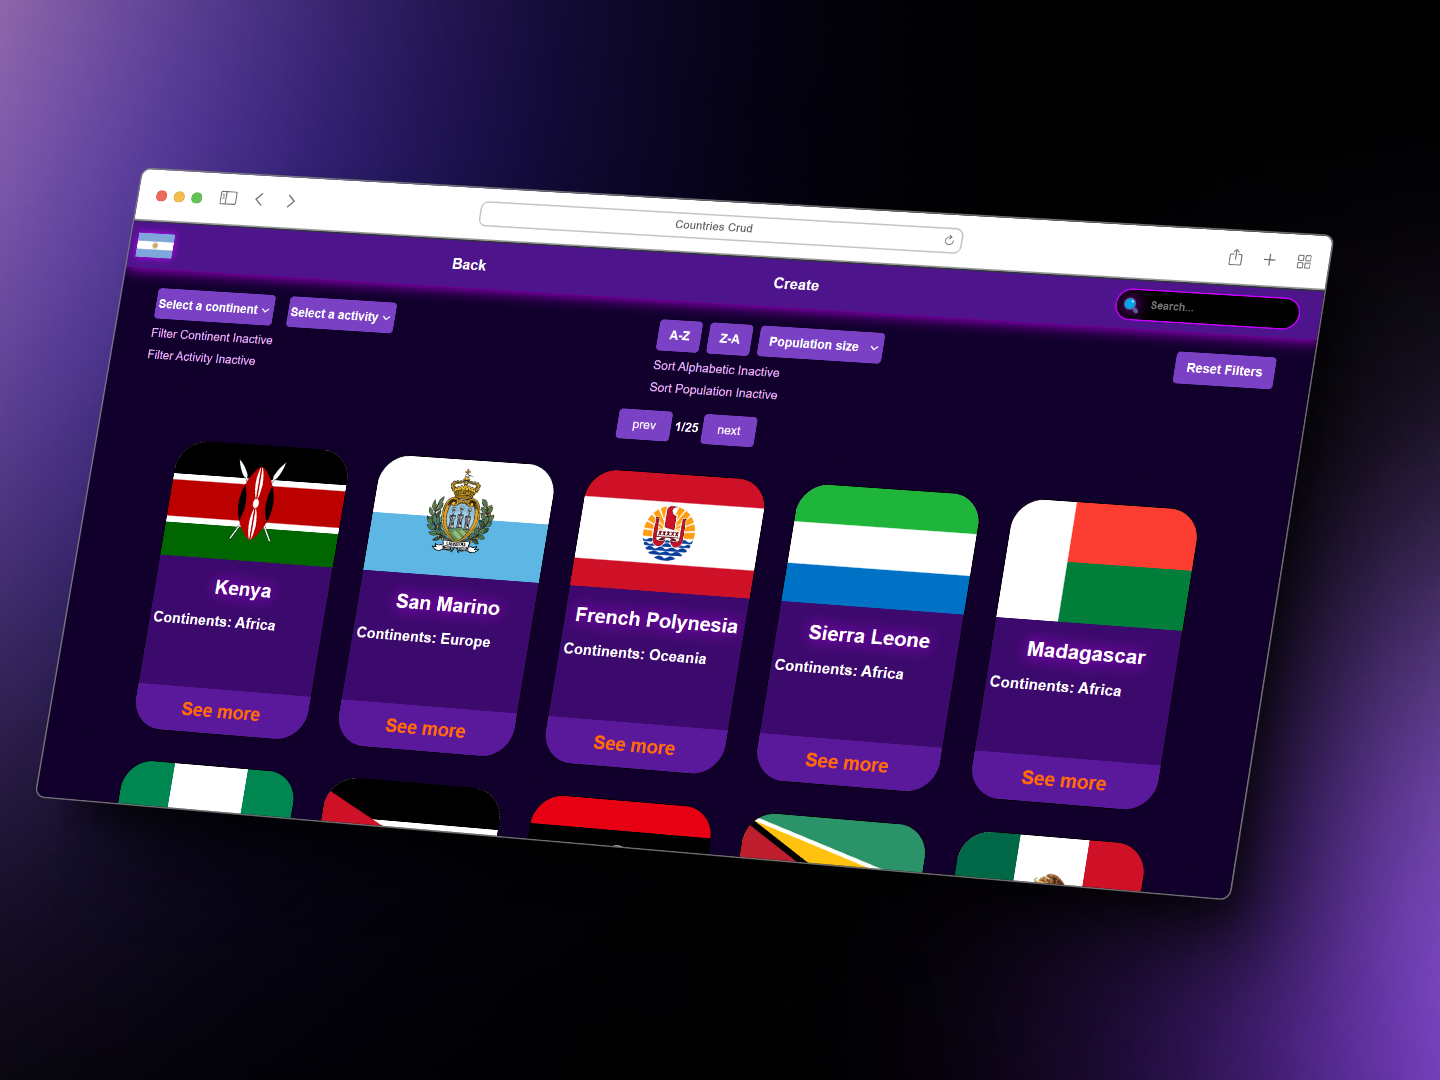 Countries Crud
Back
Create
Search...
Select a continent
Select a activity
Filter Continent Inactive
Filter Activity Inactive
A-Z
Z-A
Population size
Sort Alphabetic Inactive
Sort Population Inactive
Reset Filters
prev
1/25
next
Kenya
Continents: Africa
See more
San Marino
Continents: Europe
See more
French Polynesia
Continents: Oceania
See more
Sierra Leone
Continents: Africa
See more
Madagascar
Continents: Africa
See more